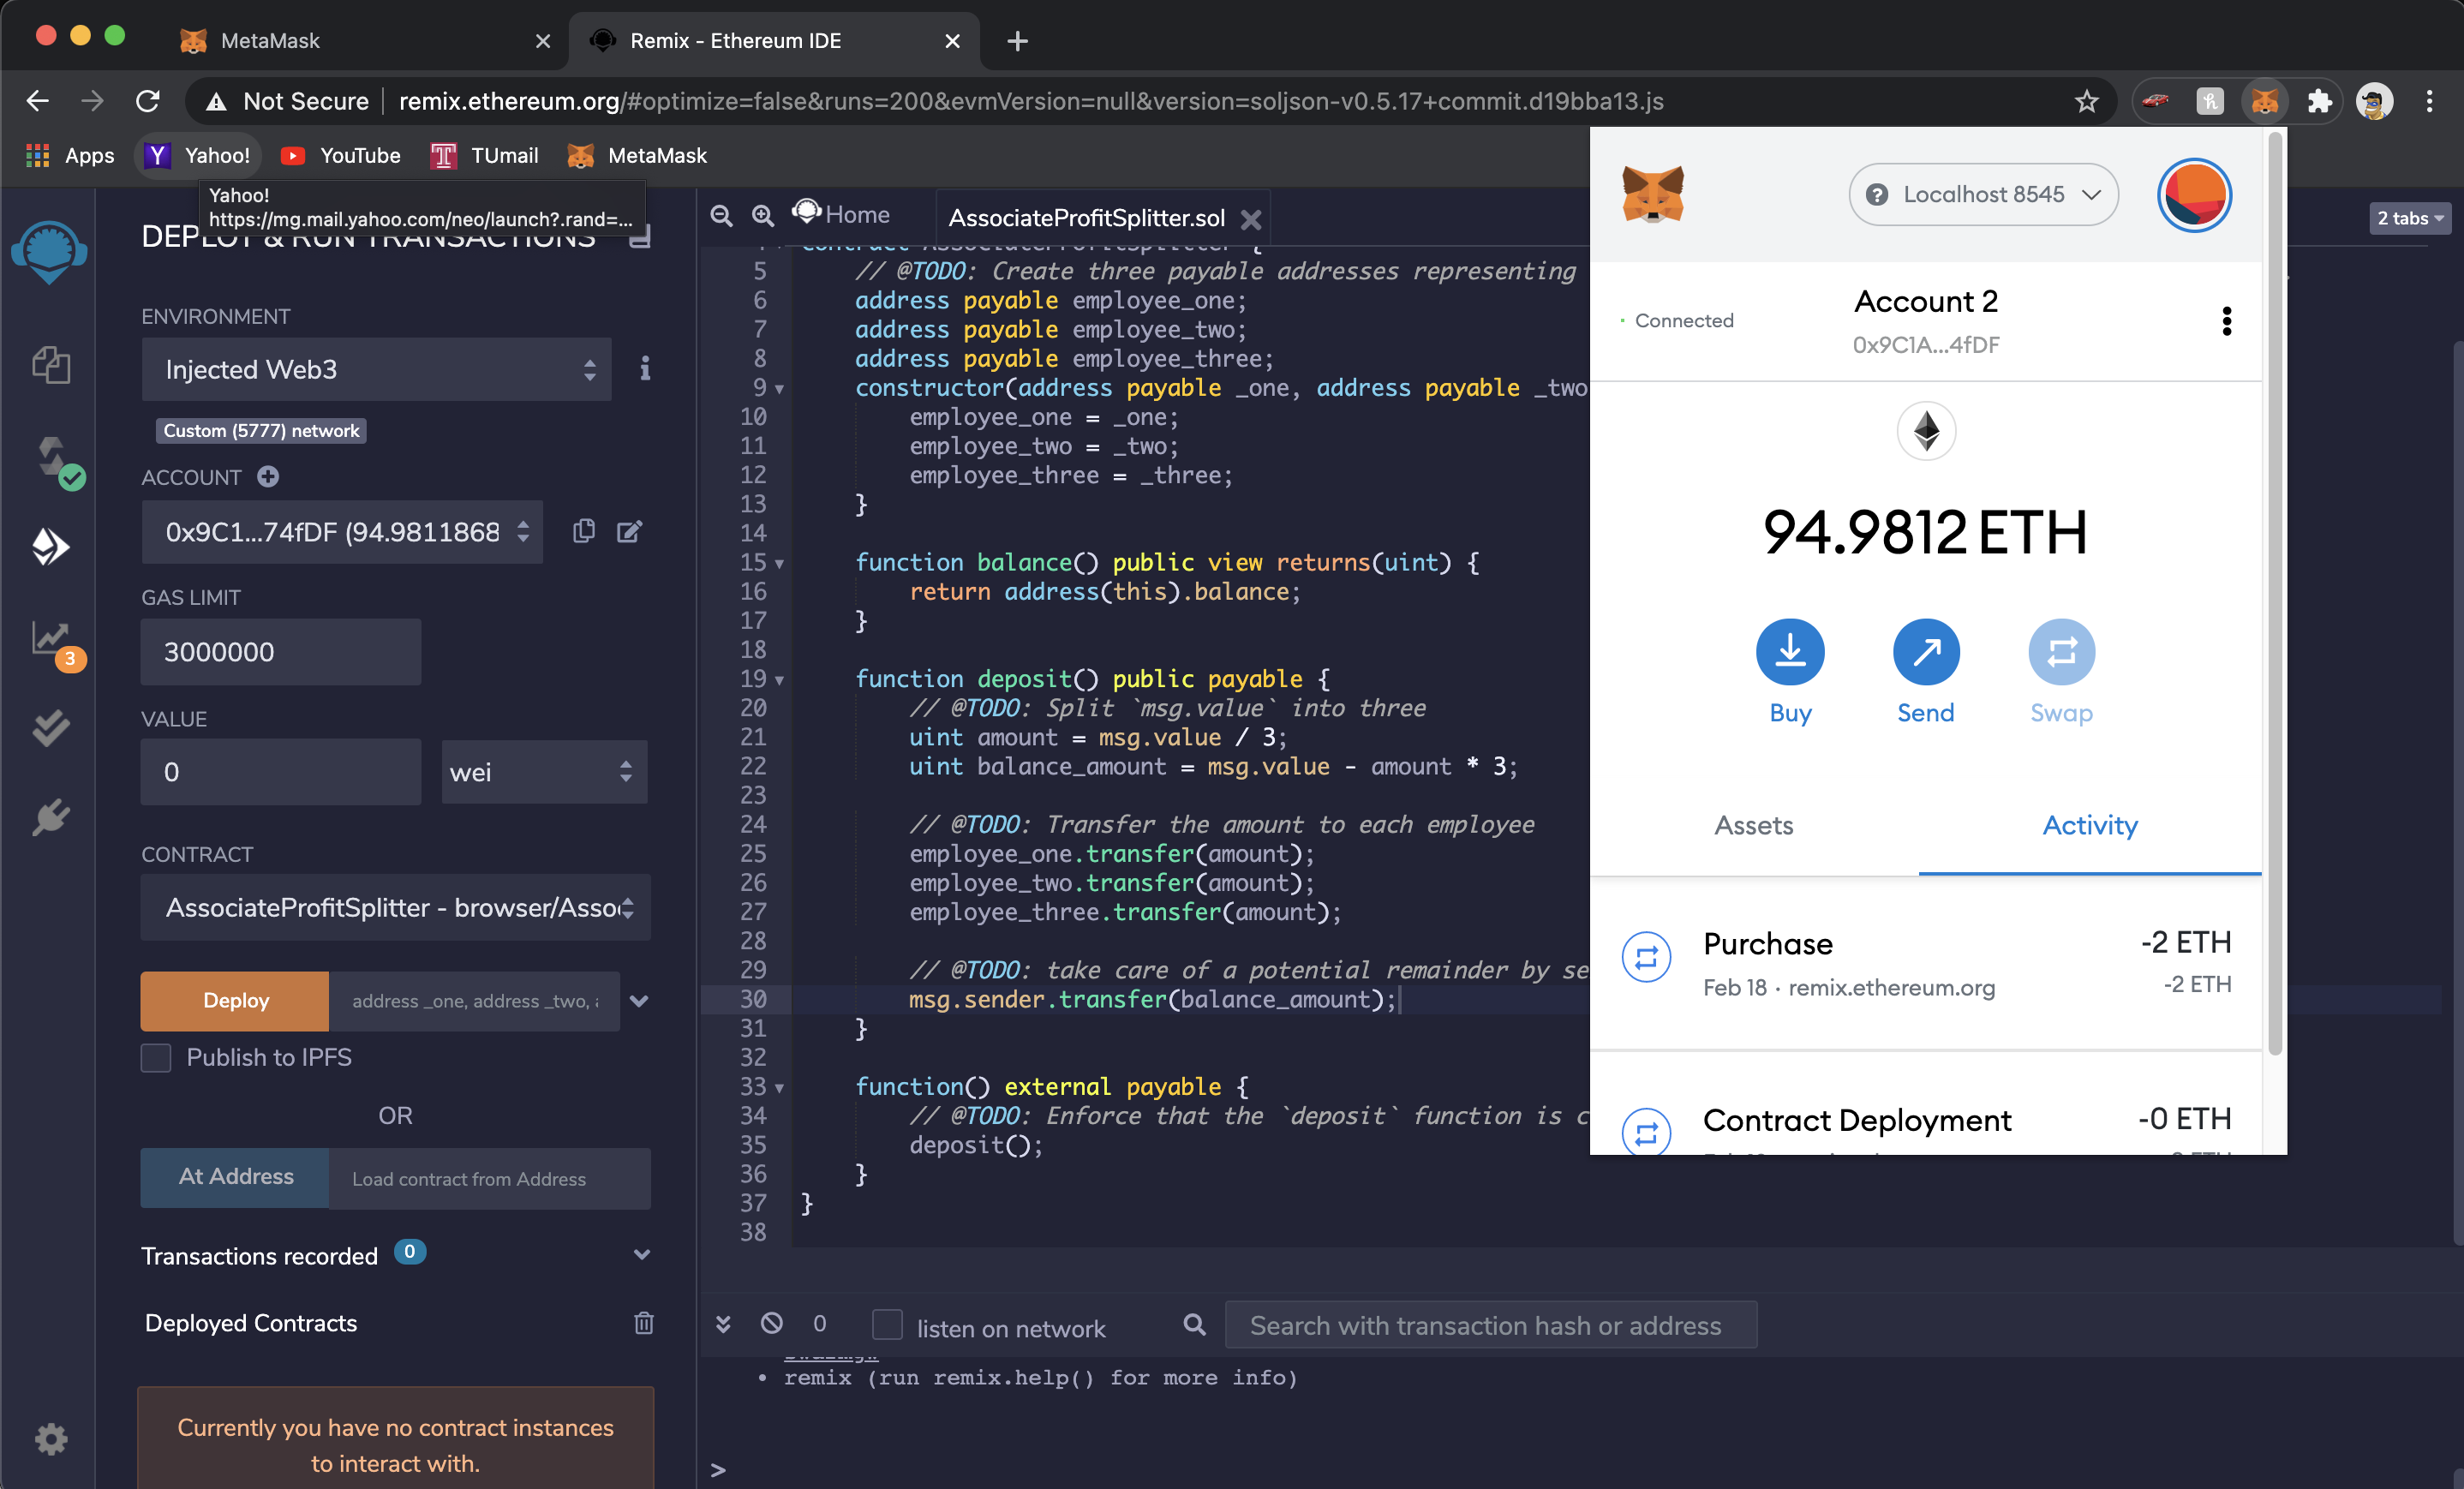 MetaMask
Remix - Ethereum IDE
Not Secure
remix.ethereum.org/#optimize=false&runs=200&evmVersion=null&version=soljson-v0.5.17+commit.d19bba13.js
Apps
Yahoo!
YouTube
TUmail
MetaMask
Yahoo!
https://mg.mail.yahoo.com/neo/launch?.rand=...
DEPLOY & RUN TRANSACTIONS
ENVIRONMENT
Injected Web3
Custom (5777) network
ACCOUNT
0x9C1...74fDF (94.9811868
GAS LIMIT
3000000
VALUE
0
wei
CONTRACT
AssociateProfitSplitter - browser/Asso
Deploy
address _one, address _two, a
Publish to IPFS
OR
At Address
Load contract from Address
Transactions recorded 0
Deployed Contracts
Currently you have no contract instances
to interact with.
3
Home
AssociateProfitSplitter.sol
2 tabs
contract AssociateProfitSplitter {
5 // @TODO: Create three payable addresses representing
6 address payable employee_one;
7 address payable employee_two;
8 address payable employee_three;
9 constructor(address payable _one, address payable _two
10 employee_one = _one;
11 employee_two = _two;
12 employee_three = _three;
13 }
14
15 function balance() public view returns(uint) {
16 return address(this).balance;
17 }
18
19 function deposit() public payable {
20 // @TODO: Split `msg.value` into three
21 uint amount = msg.value / 3;
22 uint balance_amount = msg.value - amount * 3;
23
24 // @TODO: Transfer the amount to each employee
25 employee_one.transfer(amount);
26 employee_two.transfer(amount);
27 employee_three.transfer(amount);
28
29 // @TODO: take care of a potential remainder by se
30 msg.sender.transfer(balance_amount);
31 }
32
33 function() external payable {
34 // @TODO: Enforce that the `deposit` function is c
35 deposit();
36 }
37 }
38
0
listen on network
Search with transaction hash or address
remix (run remix.help() for more info)
>
Localhost 8545
Connected
Account 2
0x9C1A...4fDF
94.9812 ETH
Buy
Send
Swap
Assets
Activity
Purchase
-2 ETH
Feb 18 · remix.ethereum.org
-2 ETH
Contract Deployment
-0 ETH